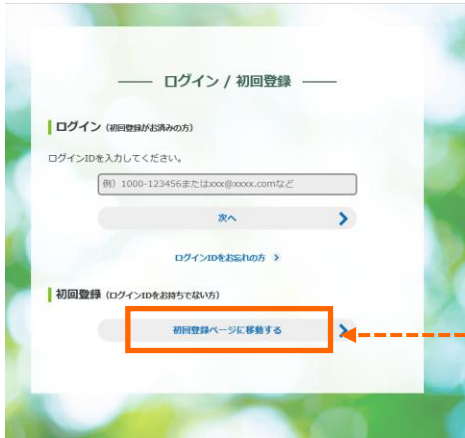 ログイン / 初回登録
ログイン (初回登録がお済みの方)
ログインIDを入力してください。
例）1000-123456またはxxx@xxxx.comなど
次へ
ログインIDをお忘れの方
初回登録 (ログインIDをお持ちでない方)
初回登録ページに移動する